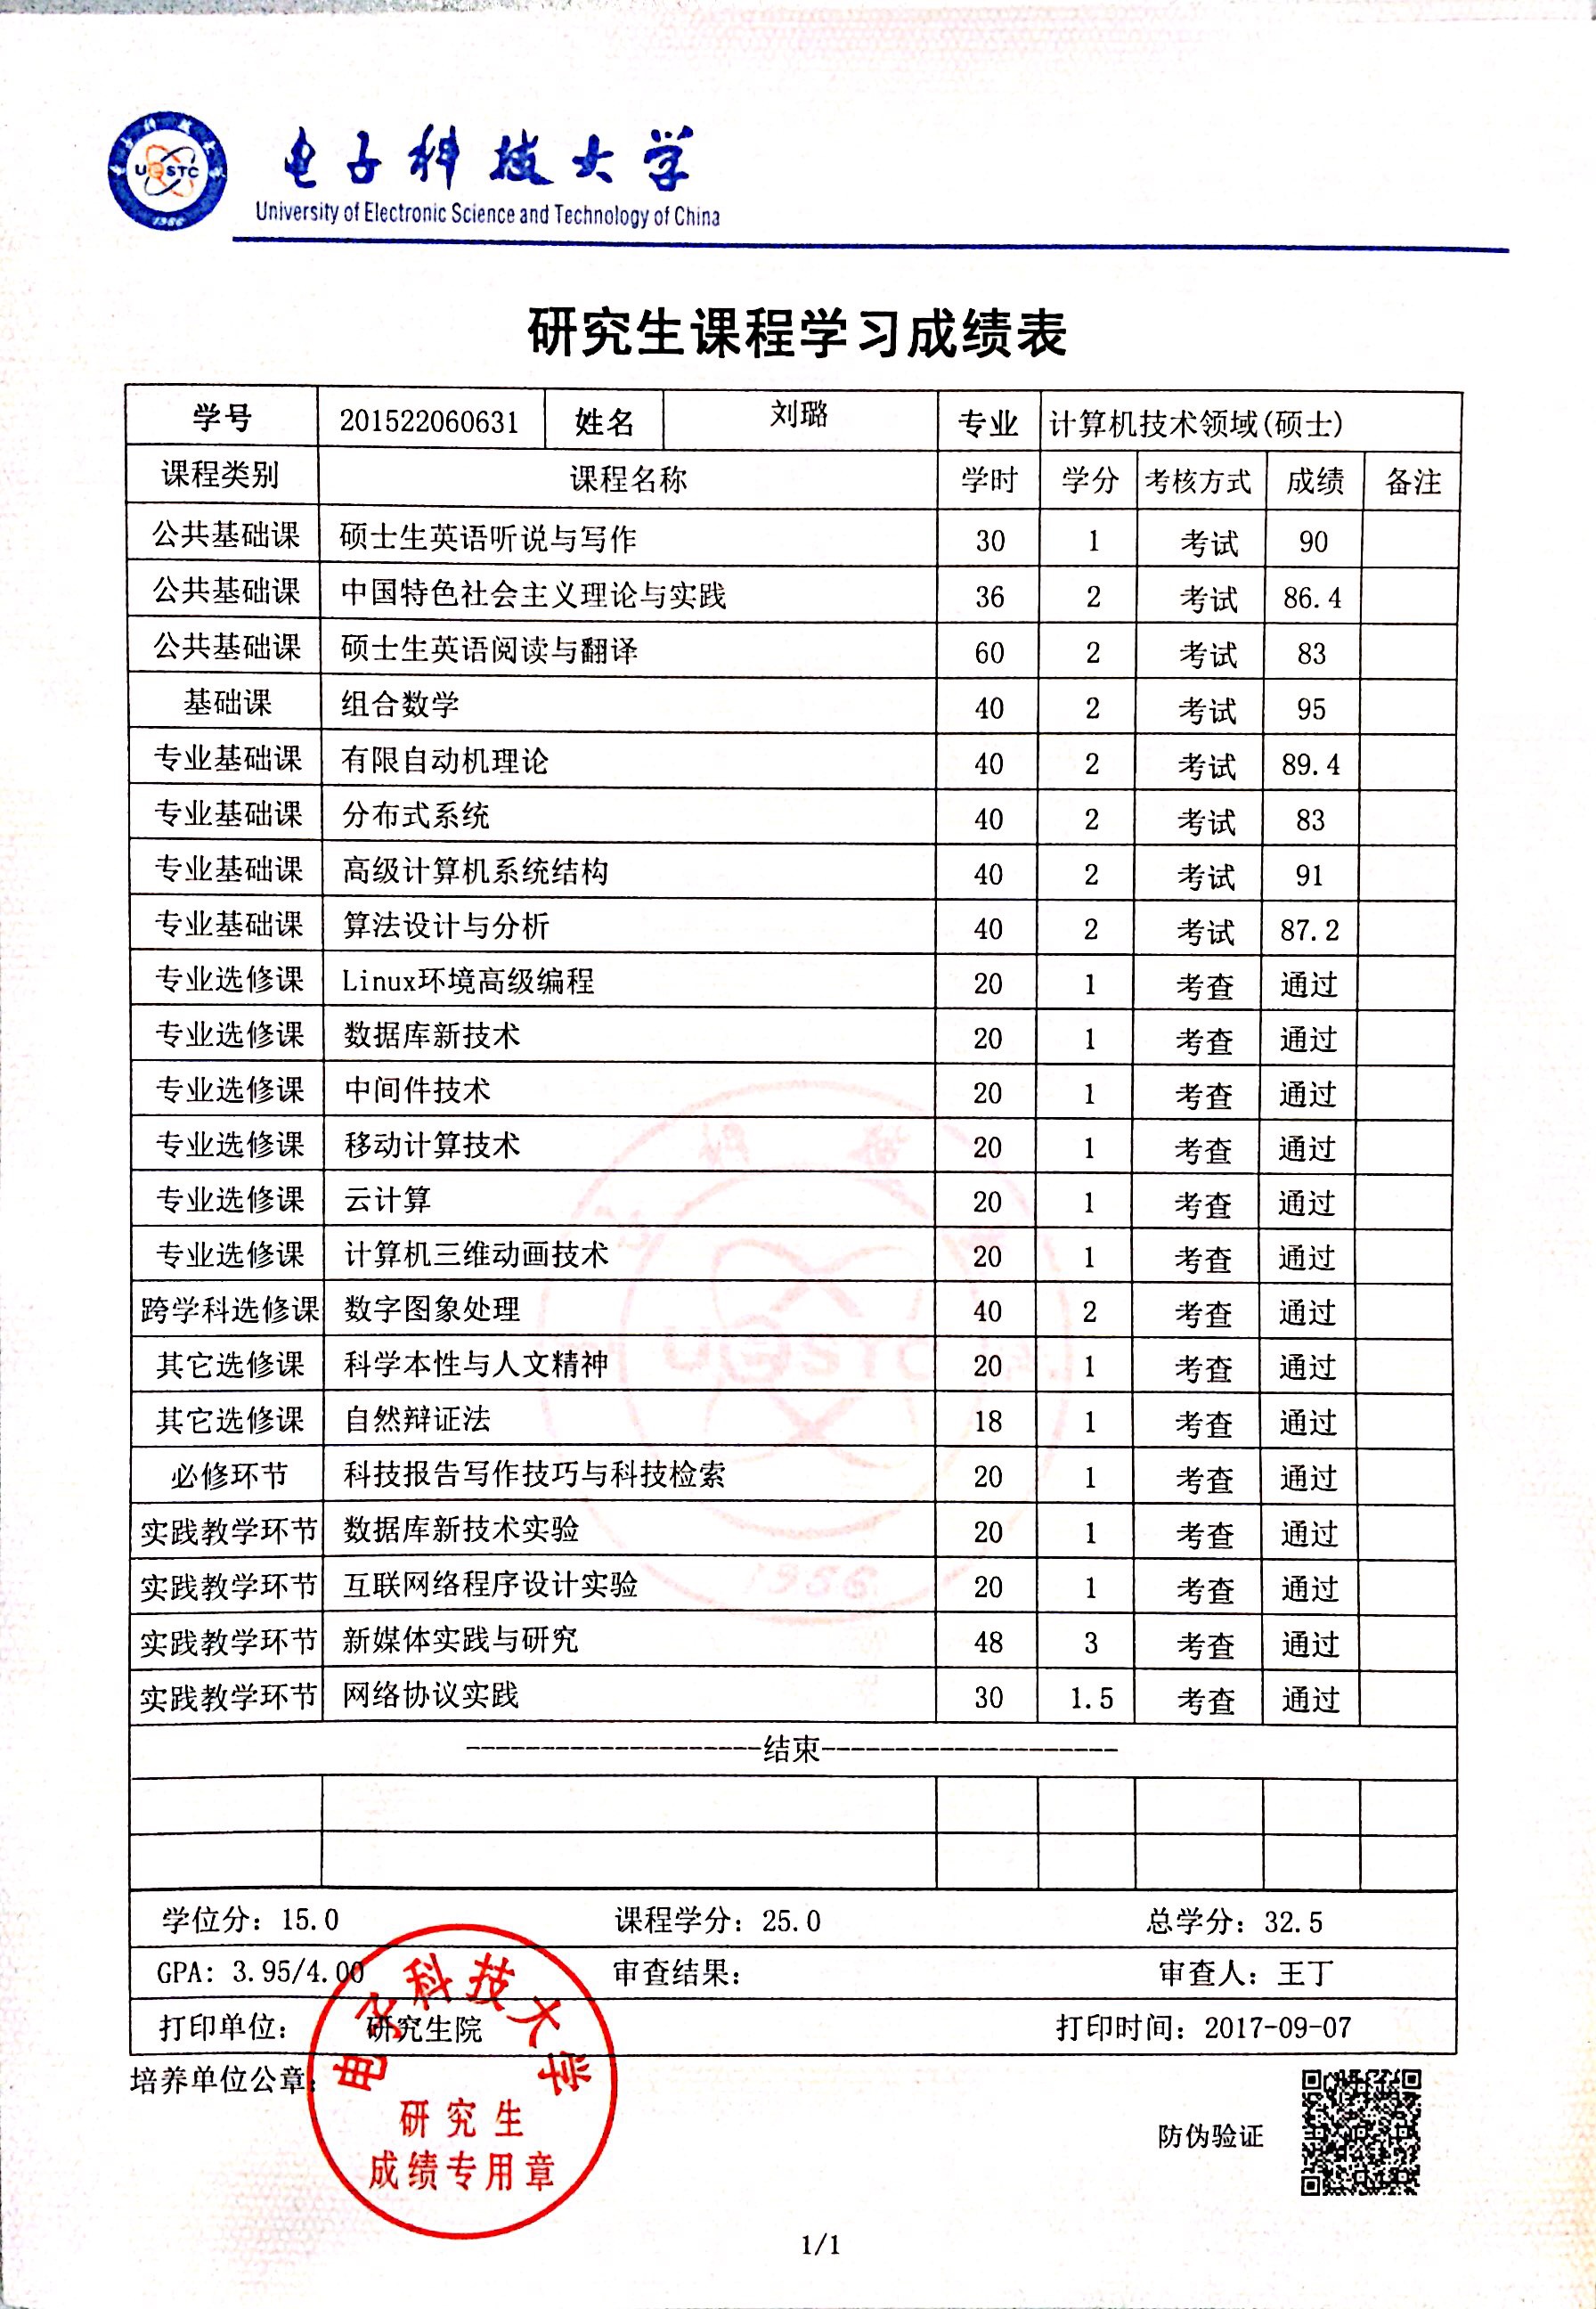 电子科技大学
University of Electronic Science and Technology of China
UESTC
1956
研究生课程学习成绩表
学号 201522060631 姓名 刘璐 专业 计算机技术领域(硕士)
课程类别 课程名称 学时 学分 考核方式 成绩 备注
公共基础课 硕士生英语听说与写作 30 1 考试 90
公共基础课 中国特色社会主义理论与实践 36 2 考试 86.4
公共基础课 硕士生英语阅读与翻译 60 2 考试 83
基础课 组合数学 40 2 考试 95
专业基础课 有限自动机理论 40 2 考试 89.4
专业基础课 分布式系统 40 2 考试 83
专业基础课 高级计算机系统结构 40 2 考试 91
专业基础课 算法设计与分析 40 2 考试 87.2
专业选修课 Linux环境高级编程 20 1 考查 通过
专业选修课 数据库新技术 20 1 考查 通过
专业选修课 中间件技术 20 1 考查 通过
专业选修课 移动计算技术 20 1 考查 通过
专业选修课 云计算 20 1 考查 通过
专业选修课 计算机三维动画技术 20 1 考查 通过
跨学科选修课 数字图象处理 40 2 考查 通过
其它选修课 科学本性与人文精神 20 1 考查 通过
其它选修课 自然辩证法 18 1 考查 通过
必修环节 科技报告写作技巧与科技检索 20 1 考查 通过
实践教学环节 数据库新技术实验 20 1 考查 通过
实践教学环节 互联网络程序设计实验 20 1 考查 通过
实践教学环节 新媒体实践与研究 48 3 考查 通过
实践教学环节 网络协议实践 30 1.5 考查 通过
--------------------结束--------------------
学位分: 15.0 课程学分: 25.0 总学分: 32.5
GPA: 3.95/4.00 审查结果: 审查人: 王丁
打印单位: 研究生院 打印时间: 2017-09-07
培养单位公章:
电子科技大学
研究生
成绩专用章
防伪验证
1/1